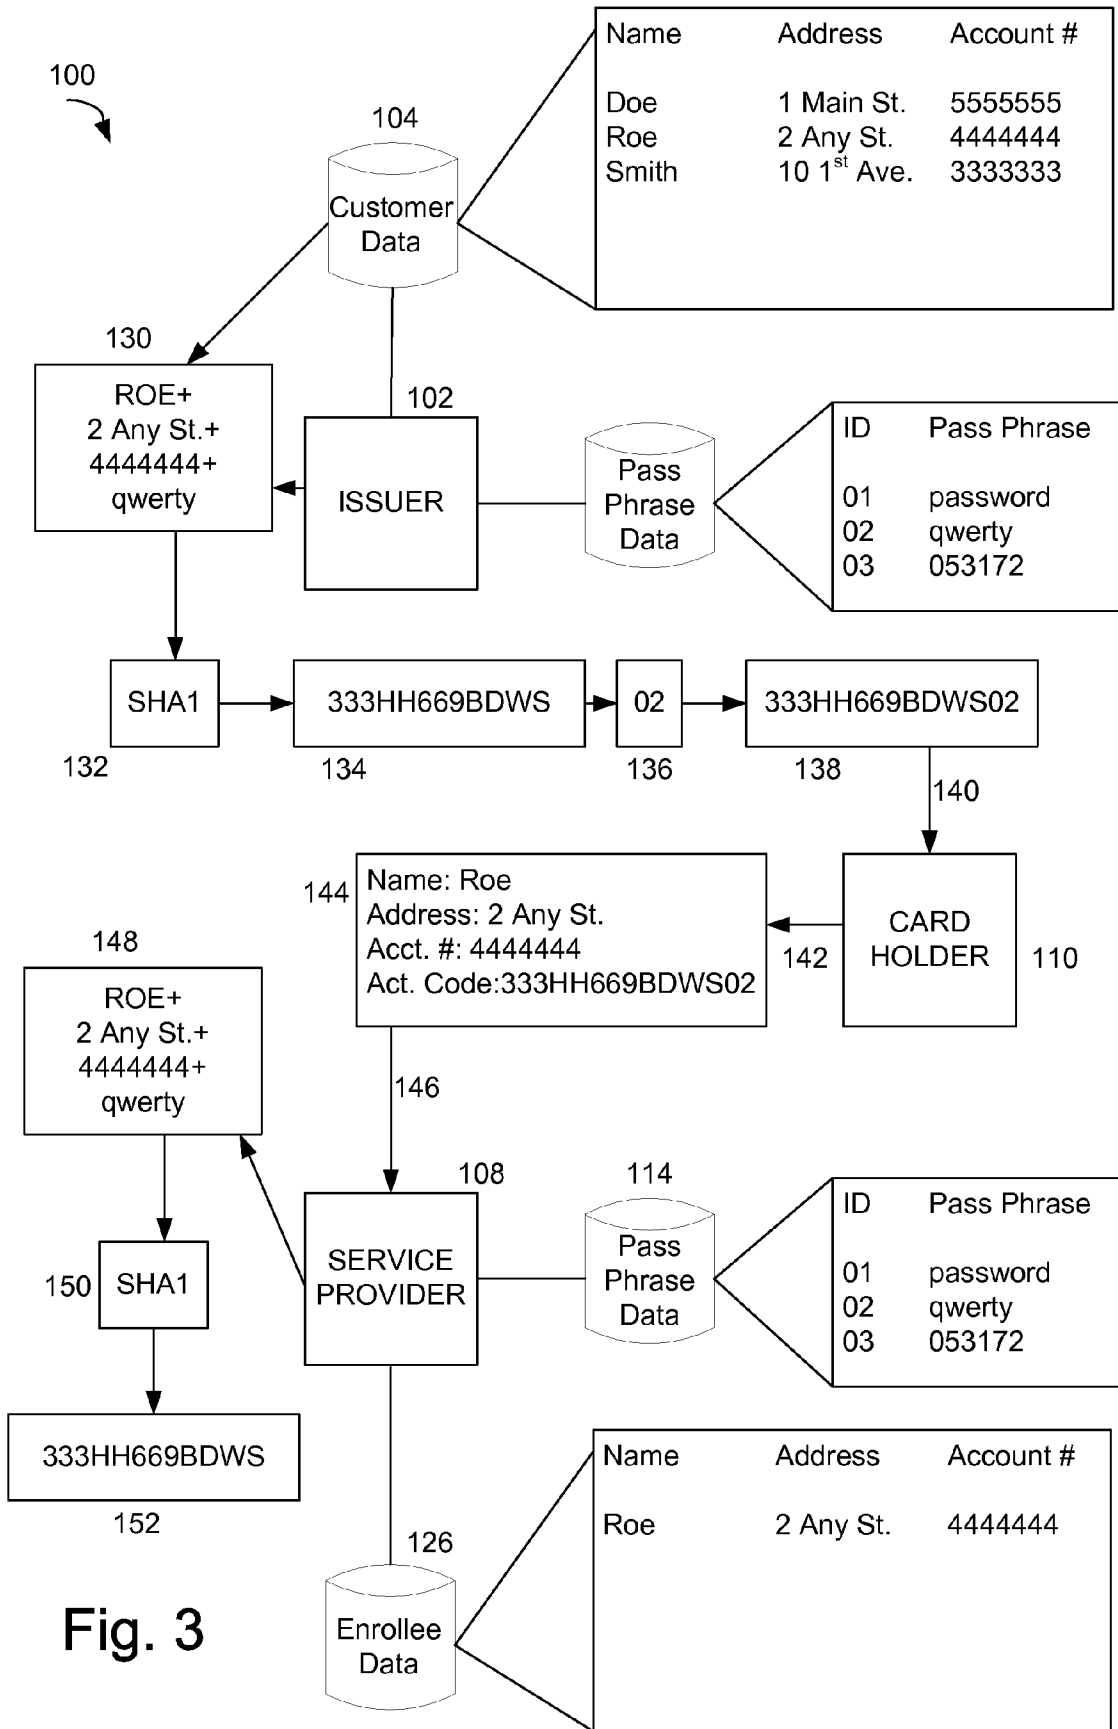 100
104
Customer
Data
Name Address Account #
Doe 1 Main St. 5555555
Roe 2 Any St. 4444444
Smith 10 1st Ave. 3333333
130
ROE+
2 Any St.+
4444444+
qwerty
102
ISSUER
Pass
Phrase
Data
ID Pass Phrase
01 password
02 qwerty
03 053172
SHA1
132
333HH669BDWS
134
02
136
333HH669BDWS02
138
140
CARD
HOLDER
110
142
144
Name: Roe
Address: 2 Any St.
Acct. #: 4444444
Act. Code:333HH669BDWS02
146
148
ROE+
2 Any St.+
4444444+
qwerty
108
SERVICE
PROVIDER
114
Pass
Phrase
Data
ID Pass Phrase
01 password
02 qwerty
03 053172
150
SHA1
333HH669BDWS
152
126
Enrollee
Data
Name Address Account #
Roe 2 Any St. 4444444
Fig. 3